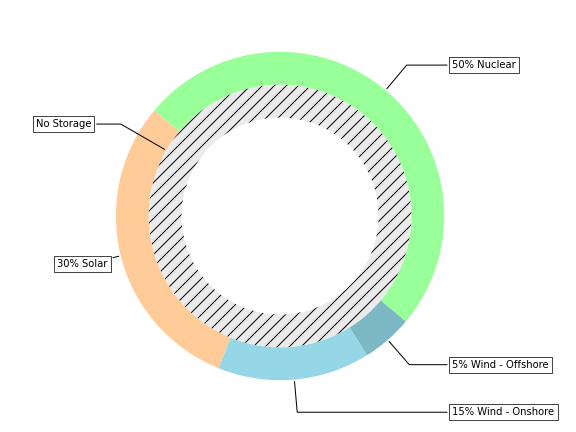 50% Nuclear
No Storage
30% Solar
5% Wind - Offshore
15% Wind - Onshore